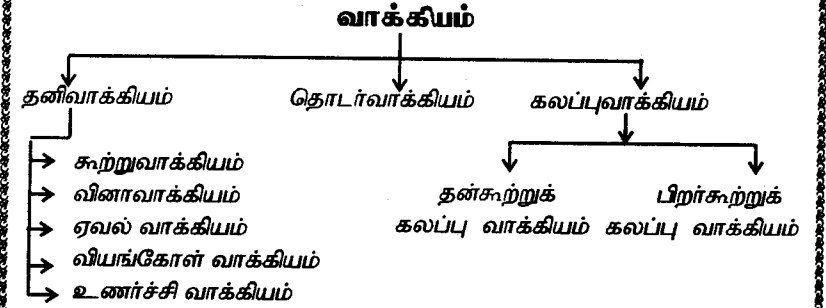 வாக்கியம்
தனிவாக்கியம் தொடர்வாக்கியம் கலப்புவாக்கியம்
கூற்றுவாக்கியம்
வினாவாக்கியம்
ஏவல் வாக்கியம்
வியங்கோள் வாக்கியம்
உணர்ச்சி வாக்கியம்
தன்கூற்றுக் பிறர்கூற்றுக்
கலப்பு வாக்கியம் கலப்பு வாக்கியம்